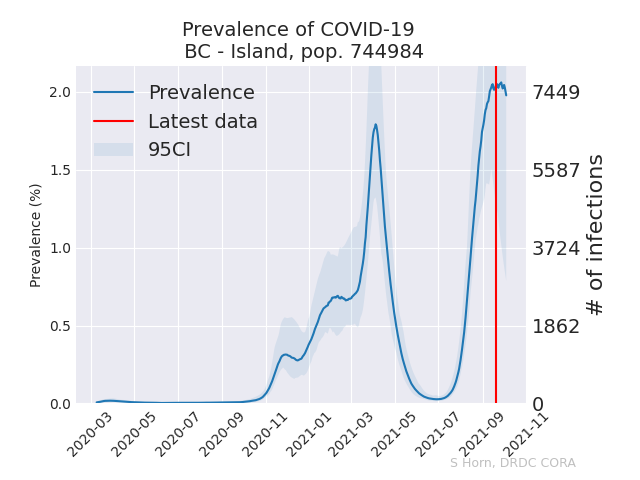 Prevalence of COVID-19
BC - Island, pop. 744984
Prevalence
Latest data
95CI
Prevalence (%)
2.0
1.5
1.0
0.5
0.0
7449
5587
3724
1862
0
# of infections
2020-03
2020-05
2020-07
2020-09
2020-11
2021-01
2021-03
2021-05
2021-07
2021-09
2021-11
S Horn, DRDC CORA